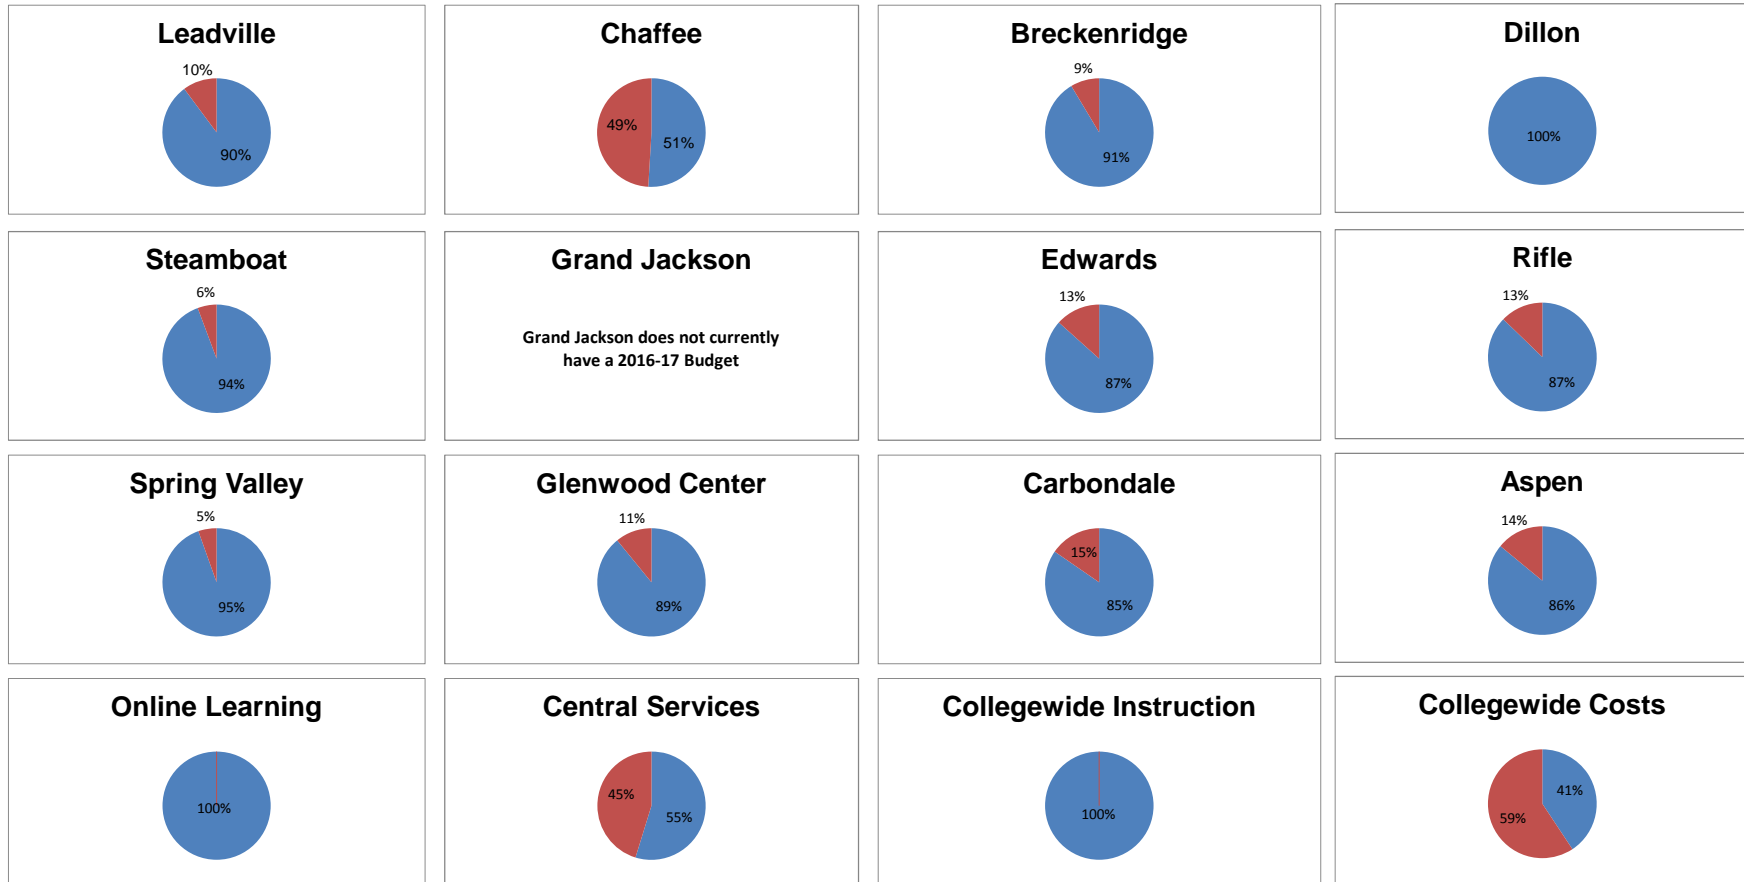 Leadville
10%
90%
Chaffee
49%
51%
Breckenridge
9%
91%
Dillon
100%
Steamboat
6%
94%
Grand Jackson
Grand Jackson does not currently
have a 2016-17 Budget
Edwards
13%
87%
Rifle
13%
87%
Spring Valley
5%
95%
Glenwood Center
11%
89%
Carbondale
15%
85%
Aspen
14%
86%
Online Learning
100%
Central Services
45%
55%
Collegewide Instruction
100%
Collegewide Costs
41%
59%